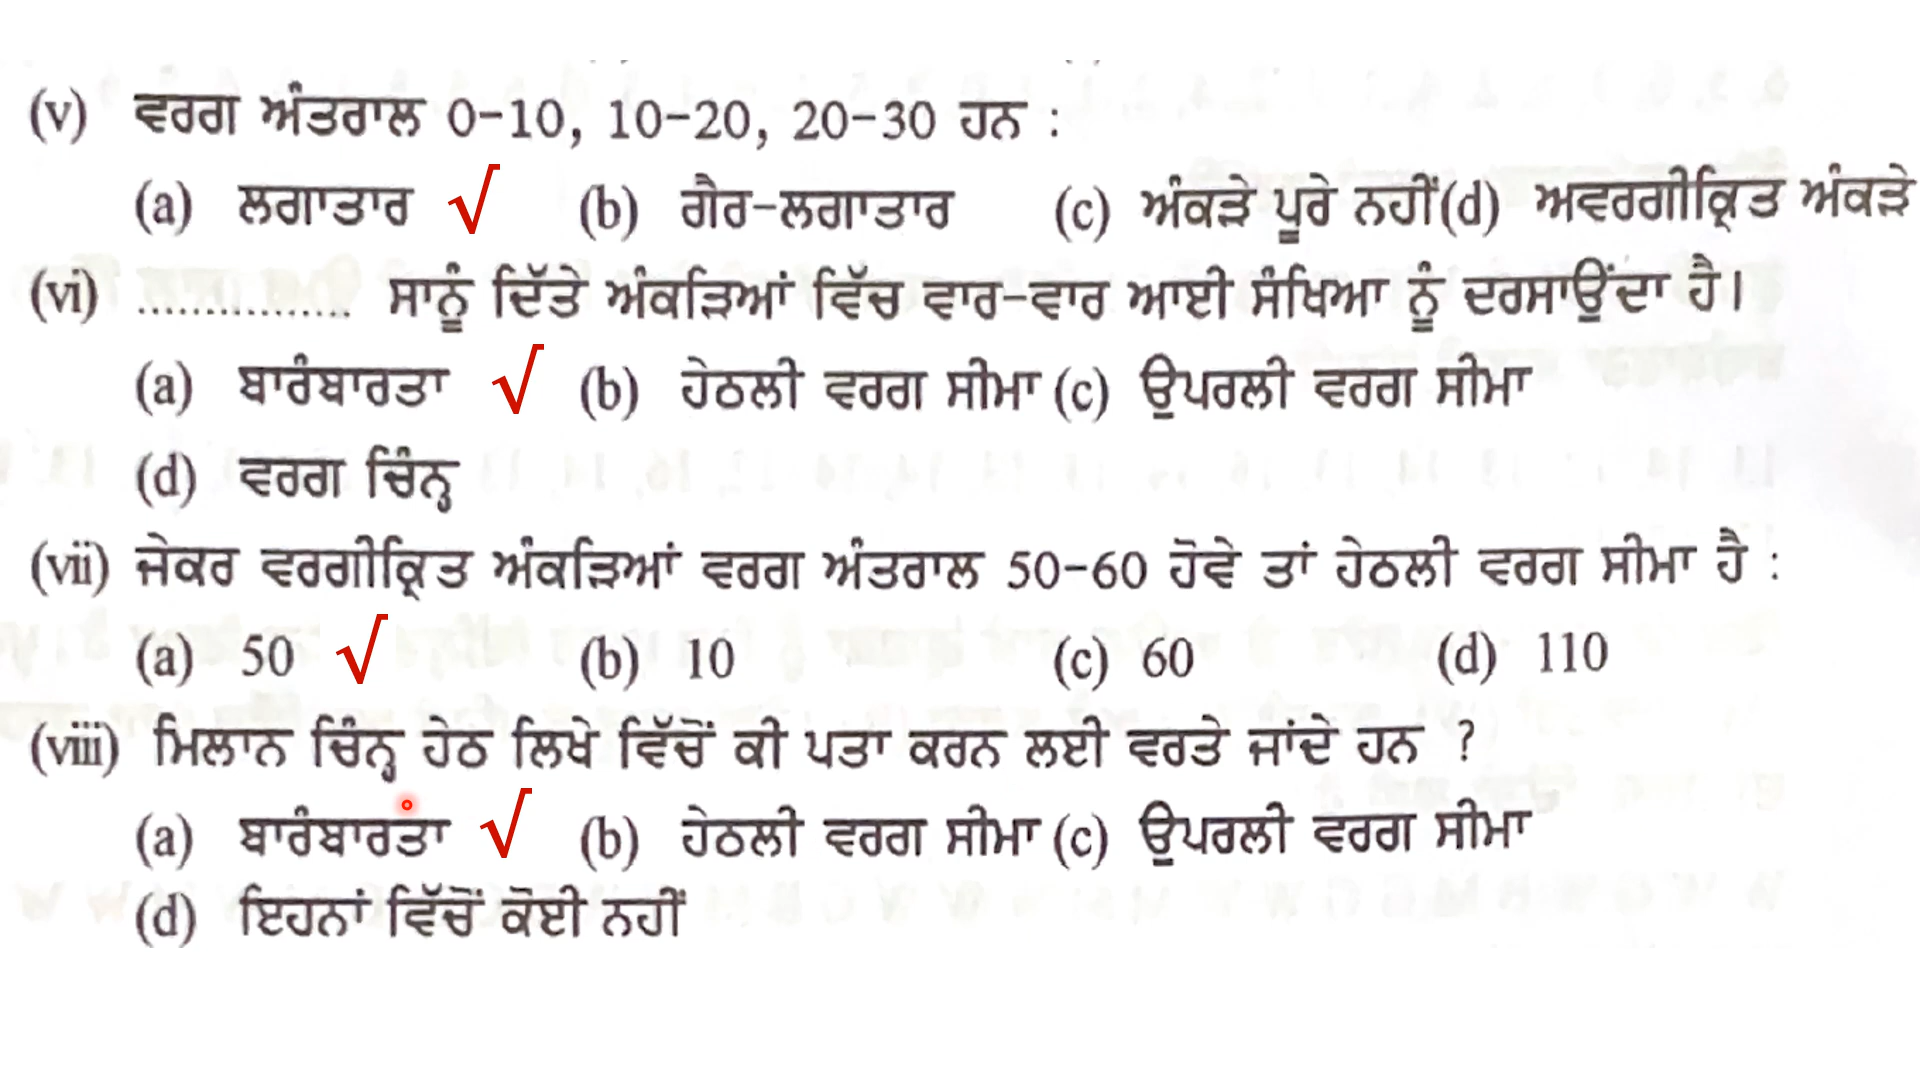 (v) ਵਰਗ ਅੰਤਰਾਲ 0-10, 10-20, 20-30 ਹਨ :
(a) ਲਗਾਤਾਰ √ (b) ਗੈਰ-ਲਗਾਤਾਰ (c) ਅੰਕੜੇ ਪੂਰੇ ਨਹੀਂ (d) ਅਵਰਗੀਕ੍ਰਿਤ ਅੰਕੜੇ
(vi) ................ ਸਾਨੂੰ ਦਿੱਤੇ ਅੰਕੜਿਆਂ ਵਿੱਚ ਵਾਰ-ਵਾਰ ਆਈ ਸੰਖਿਆ ਨੂੰ ਦਰਸਾਉਂਦਾ ਹੈ।
(a) ਬਾਰੰਬਾਰਤਾ √ (b) ਹੇਠਲੀ ਵਰਗ ਸੀਮਾ (c) ਉਪਰਲੀ ਵਰਗ ਸੀਮਾ
(d) ਵਰਗ ਚਿੰਨ੍ਹ
(vii) ਜੇਕਰ ਵਰਗੀਕ੍ਰਿਤ ਅੰਕੜਿਆਂ ਵਰਗ ਅੰਤਰਾਲ 50-60 ਹੋਵੇ ਤਾਂ ਹੇਠਲੀ ਵਰਗ ਸੀਮਾ ਹੈ :
(a) 50 √ (b) 10 (c) 60 (d) 110
(viii) ਮਿਲਾਨ ਚਿੰਨ੍ਹ ਹੇਠ ਲਿਖੇ ਵਿੱਚੋਂ ਕੀ ਪਤਾ ਕਰਨ ਲਈ ਵਰਤੇ ਜਾਂਦੇ ਹਨ ?
(a) ਬਾਰੰਬਾਰਤਾ √ (b) ਹੇਠਲੀ ਵਰਗ ਸੀਮਾ (c) ਉਪਰਲੀ ਵਰਗ ਸੀਮਾ
(d) ਇਹਨਾਂ ਵਿੱਚੋਂ ਕੋਈ ਨਹੀਂ